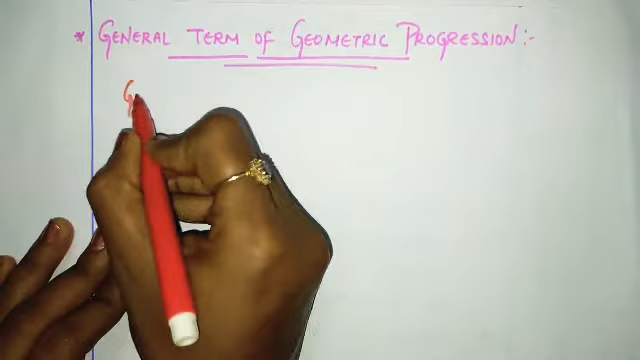 * GENERAL TERM OF GEOMETRIC PROGRESSION :-
G